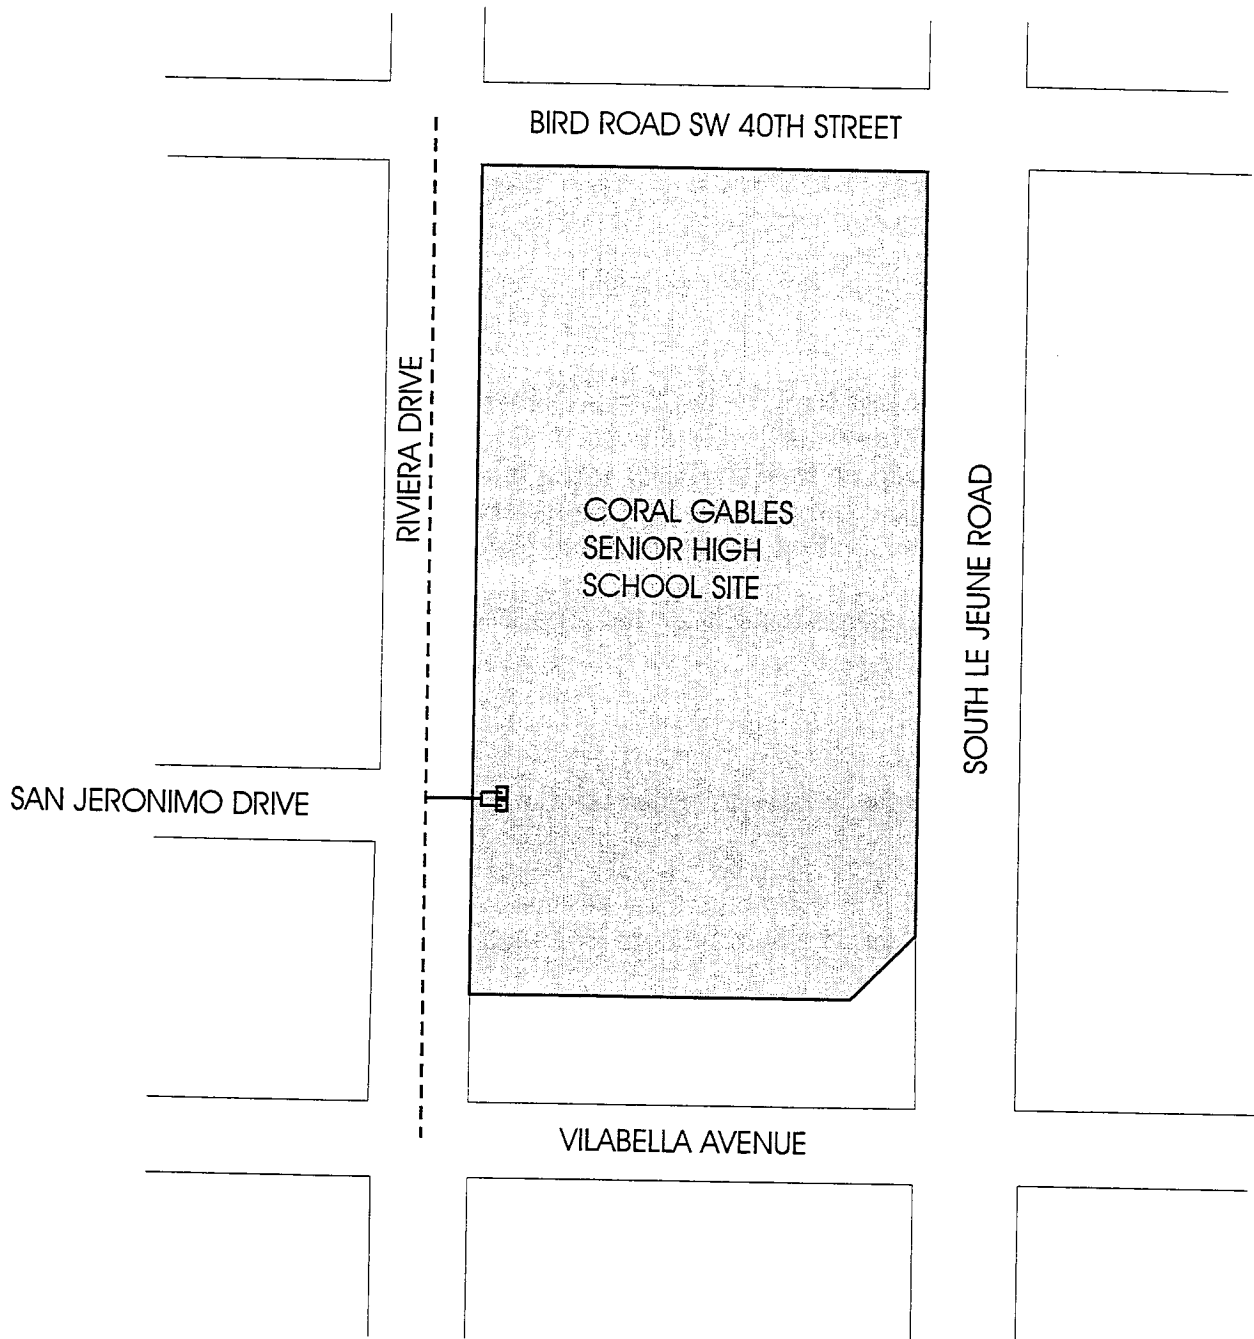 BIRD ROAD SW 40TH STREET
RIVIERA DRIVE
CORAL GABLES
SENIOR HIGH
SCHOOL SITE
SOUTH LE JEUNE ROAD
SAN JERONIMO DRIVE
VILABELLA AVENUE